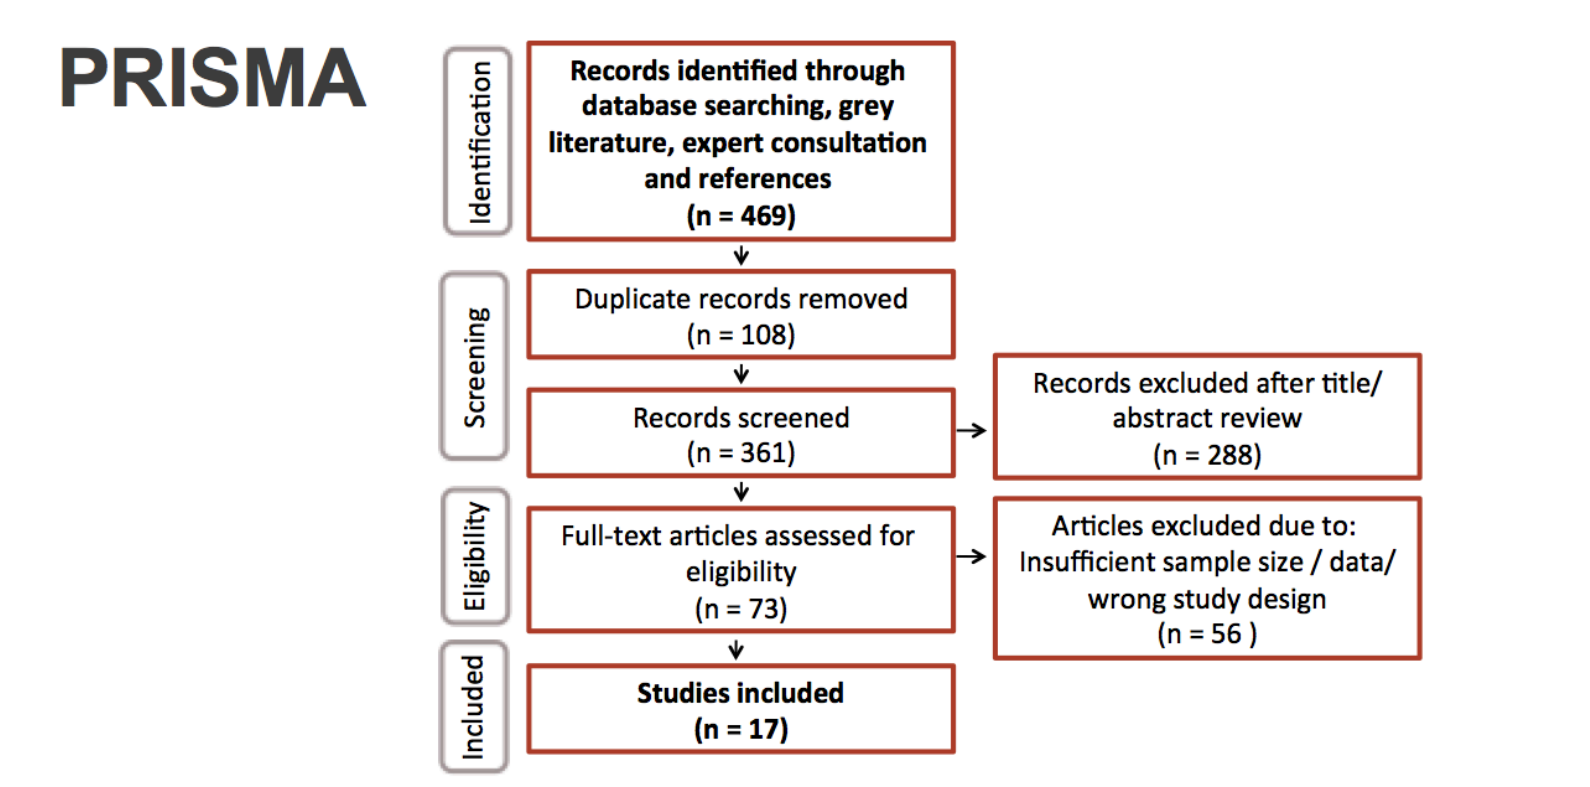 PRISMA
Identification
Records identified through
database searching, grey
literature, expert consultation
and references
(n = 469)
Screening
Duplicate records removed
(n = 108)
Records screened
(n = 361)
Records excluded after title/
abstract review
(n = 288)
Eligibility
Full-text articles assessed for
eligibility
(n = 73)
Articles excluded due to:
Insufficient sample size / data/
wrong study design
(n = 56 )
Included
Studies included
(n = 17)